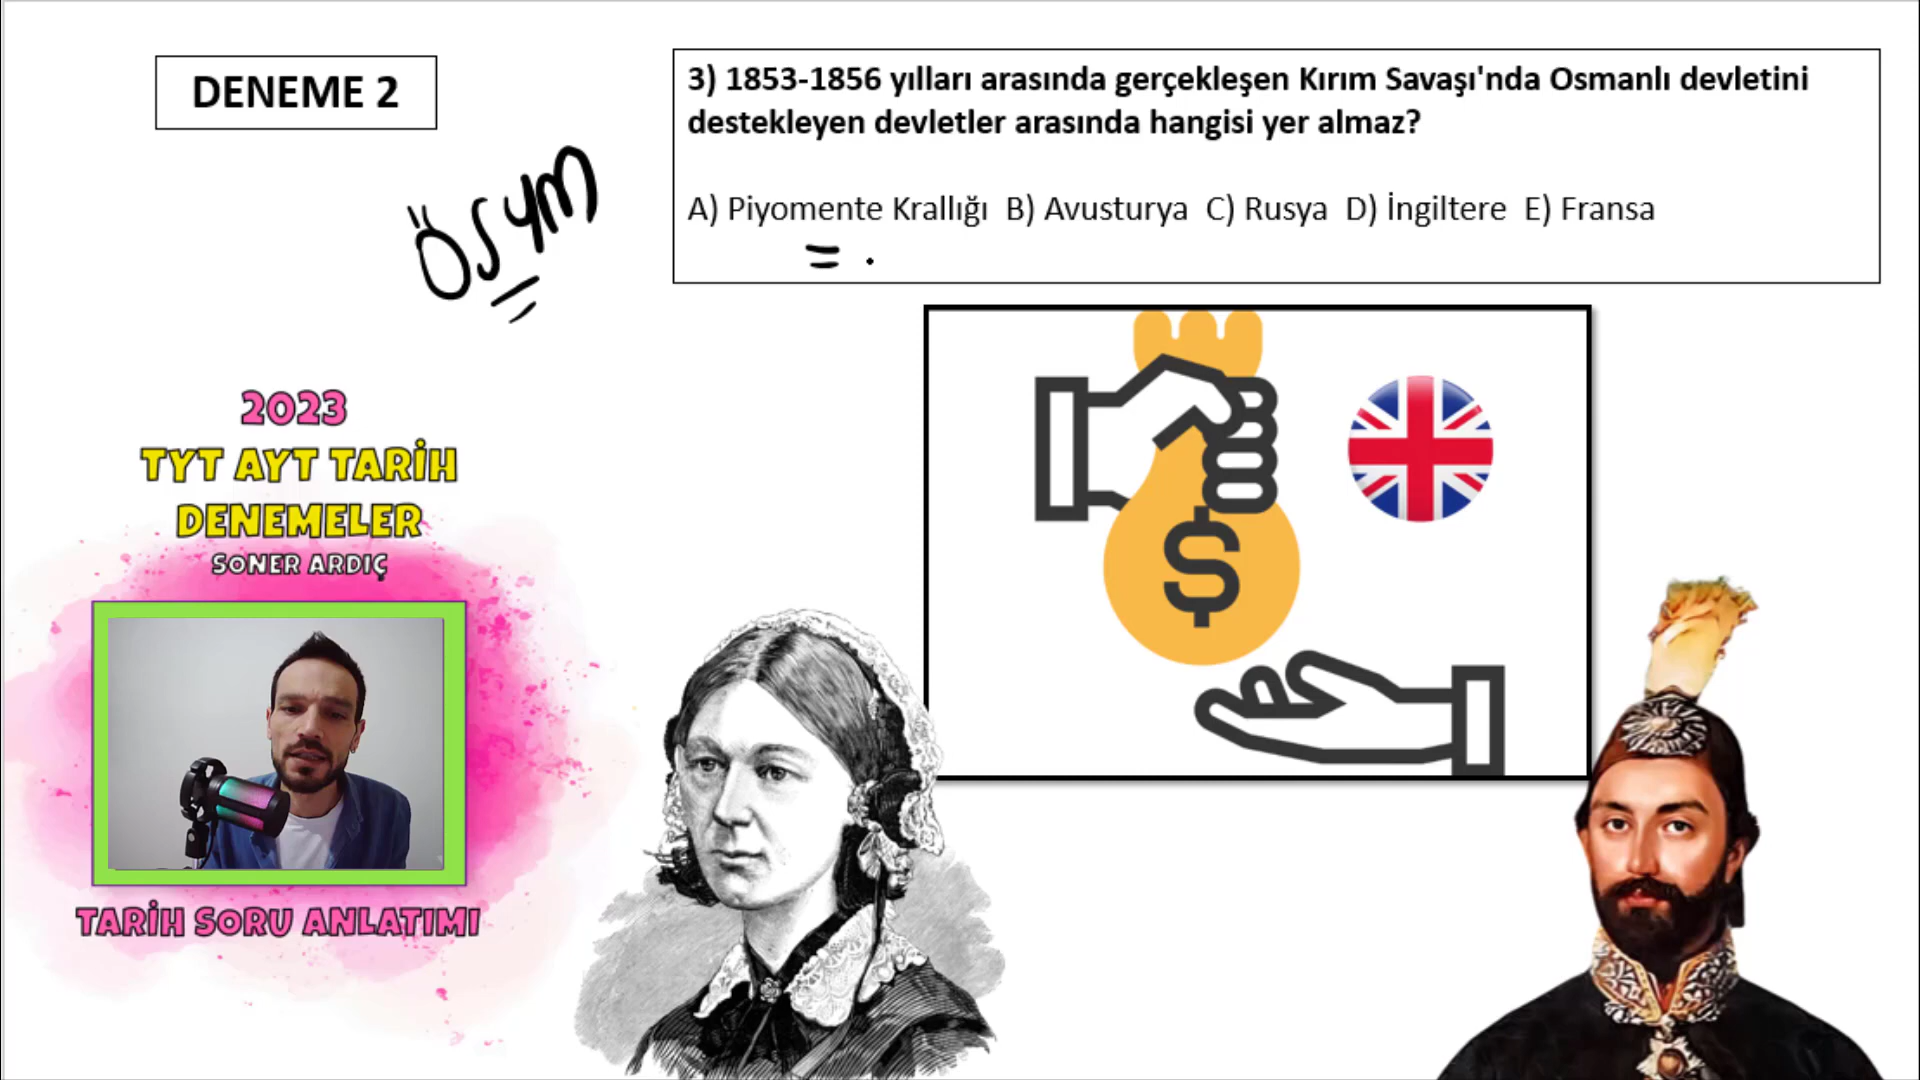 DENEME 2
3) 1853-1856 yılları arasında gerçekleşen Kırım Savaşı'nda Osmanlı devletini
destekleyen devletler arasında hangisi yer almaz?
A) Piyomente Krallığı B) Avusturya C) Rusya D) İngiltere E) Fransa
ÖSYM
2023
TYT AYT TARİH
DENEMELER
SONER ARDIÇ
TARİH SORU ANLATIMI
$